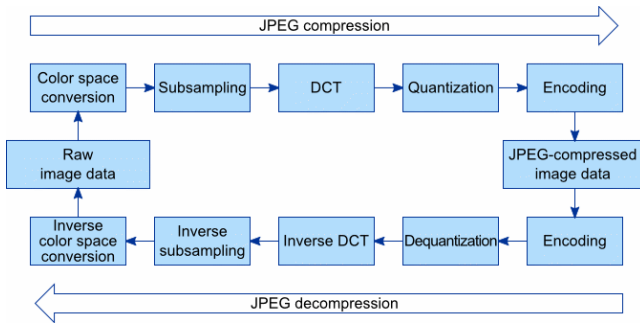 JPEG compression
Color space
conversion
Subsampling
DCT
Quantization
Encoding
Raw
image data
JPEG-compressed
image data
Inverse
color space
conversion
Inverse
subsampling
Inverse DCT
Dequantization
Encoding
JPEG decompression